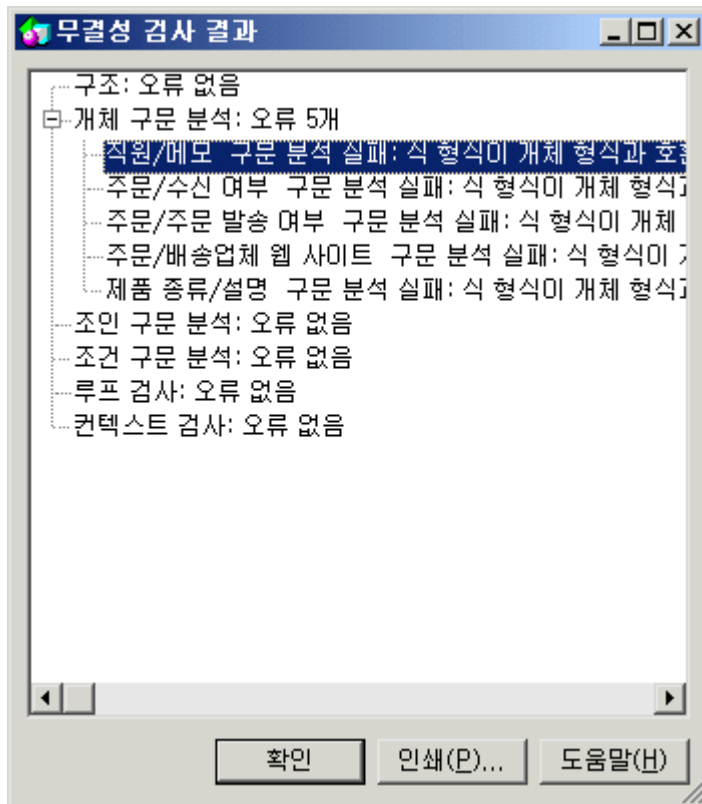 무결성 검사 결과
구조: 오류 없음
개체 구문 분석: 오류 5개
직원/메모 구문 분석 실패: 식 형식이 개체 형식과 호환
주문/수신 여부 구문 분석 실패: 식 형식이 개체 형식과
주문/주문 발송 여부 구문 분석 실패: 식 형식이 개체
주문/배송업체 웹 사이트 구문 분석 실패: 식 형식이
제품 종류/설명 구문 분석 실패: 식 형식이 개체 형식과
조인 구문 분석: 오류 없음
조건 구문 분석: 오류 없음
루프 검사: 오류 없음
컨텍스트 검사: 오류 없음
확인 인쇄(P)... 도움말(H)